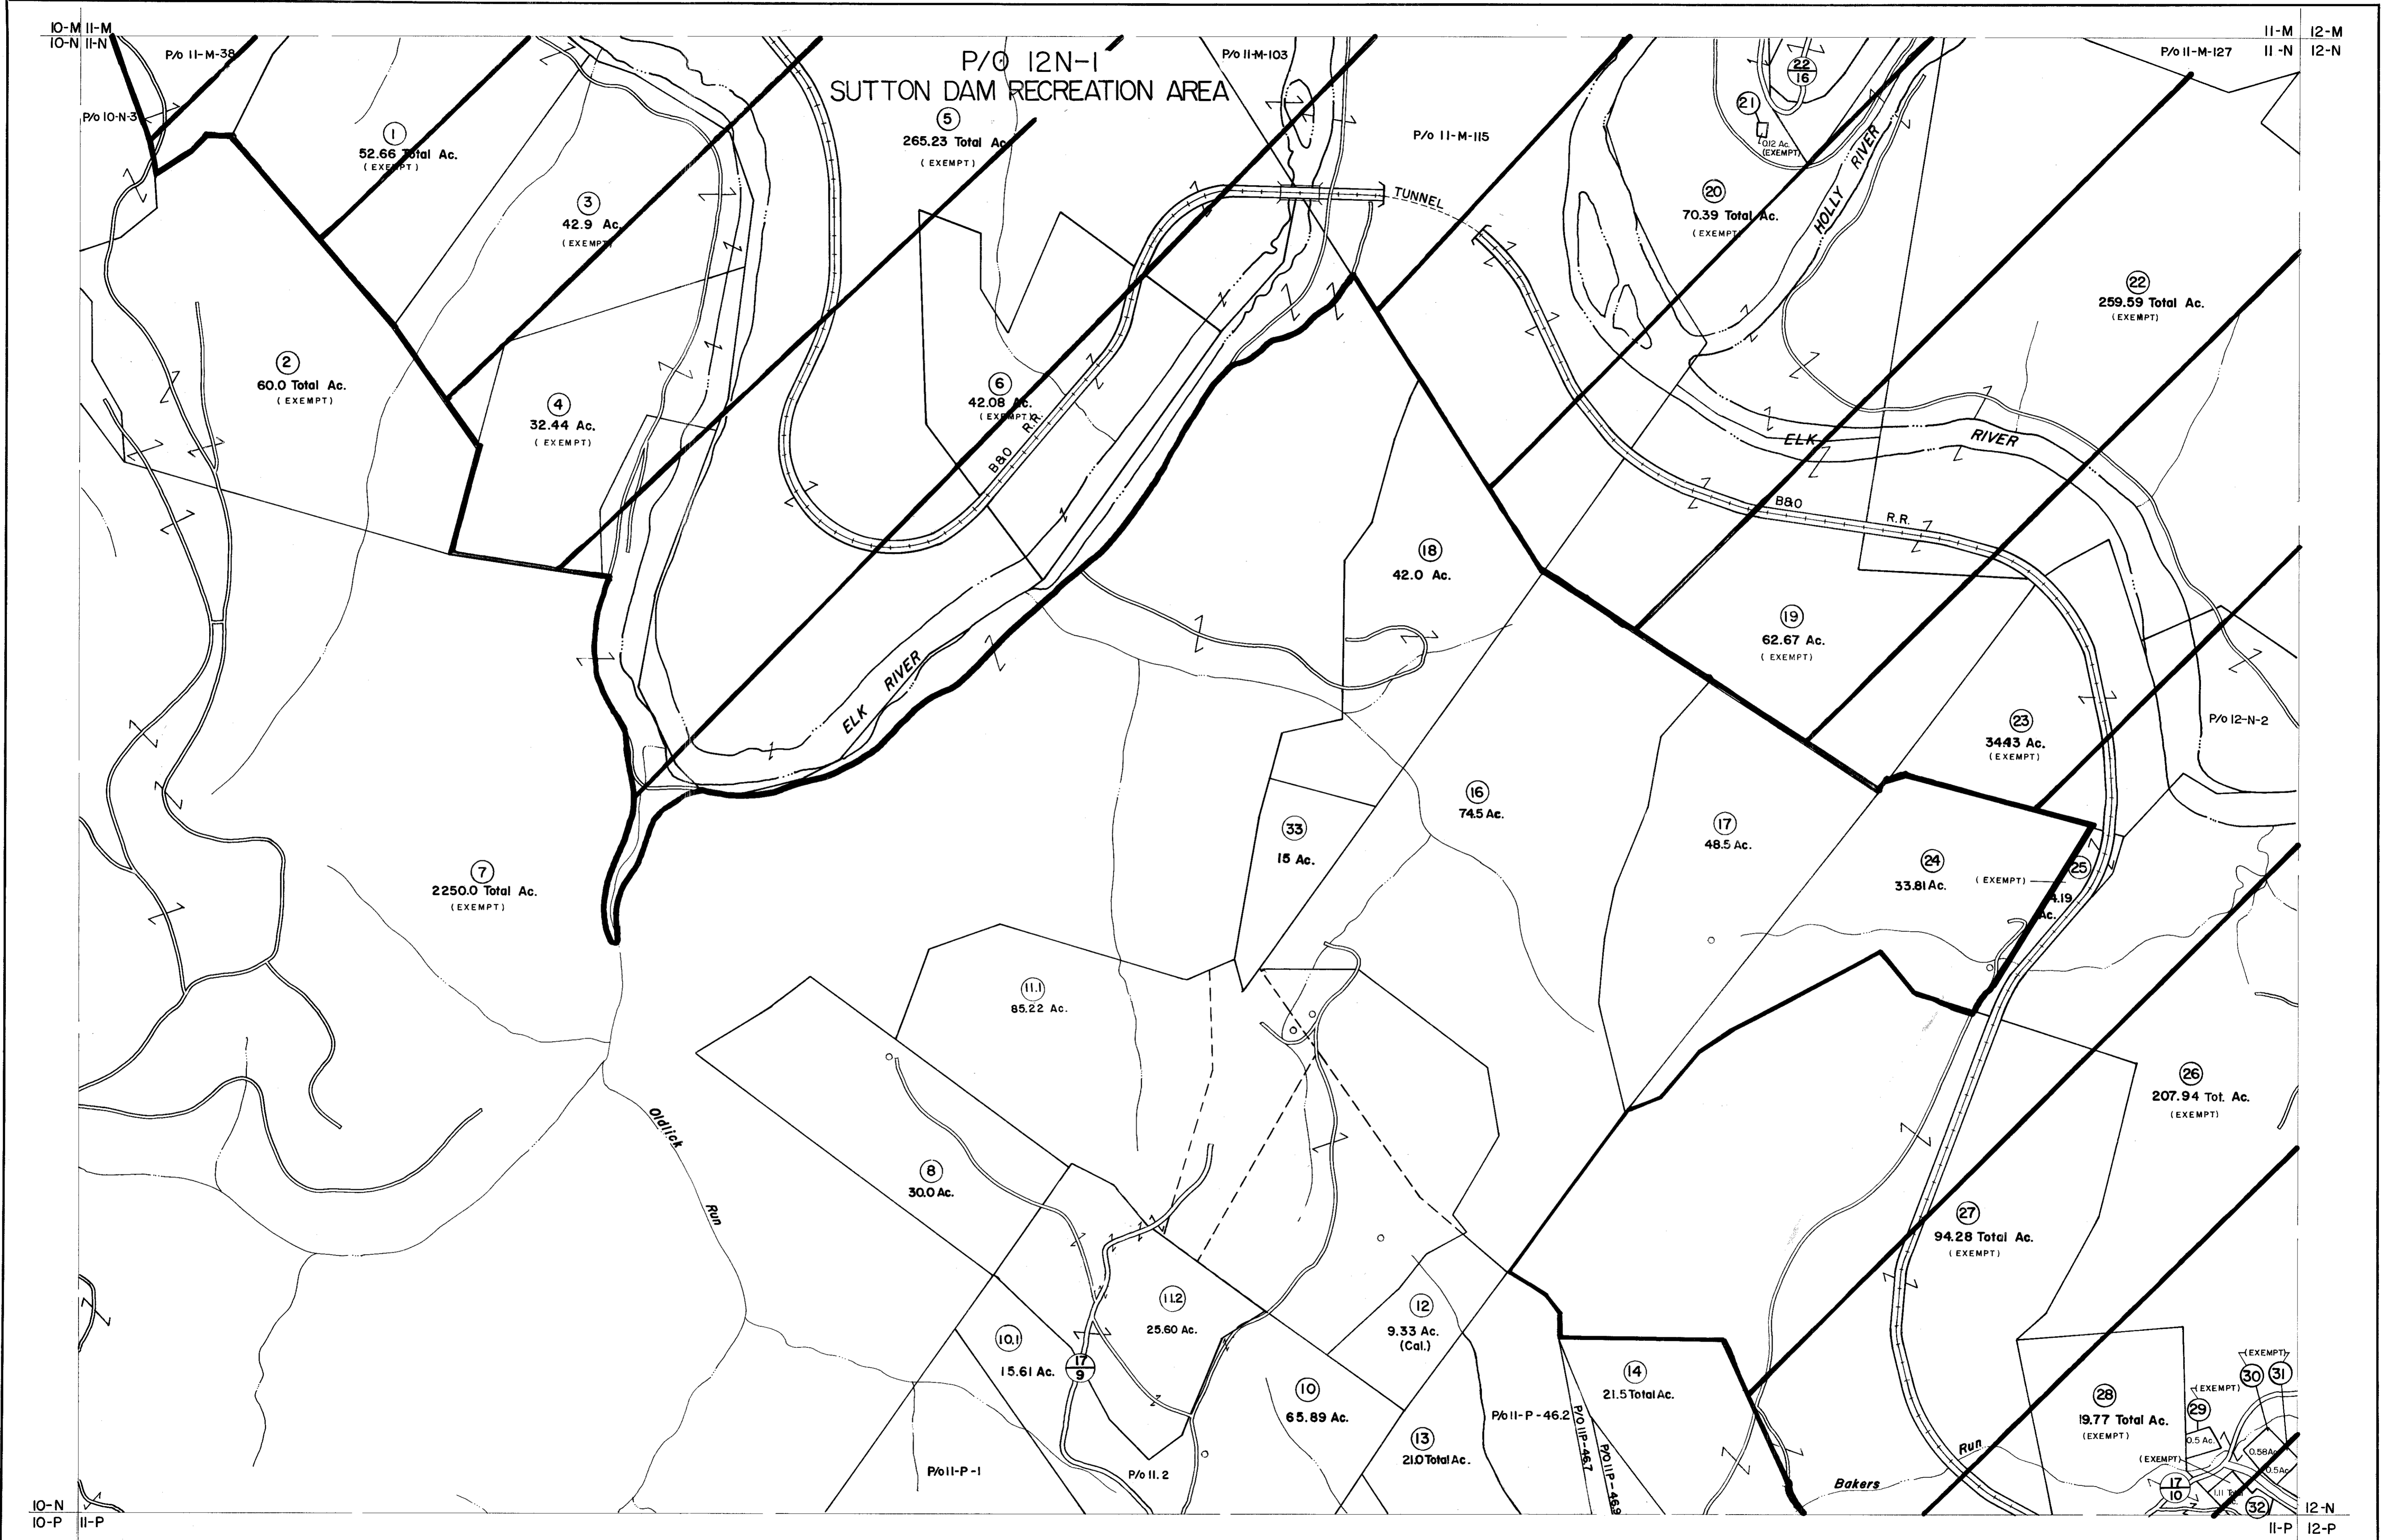 10-M 11-M
10-N 11-N
11-M 12-M
11-N 12-N
P/O 12N-1
SUTTON DAM RECREATION AREA
P/o 11-M-38
P/o 10-N-3
P/o 11-M-103
P/o 11-M-115
P/o 11-M-127
1
52.66 Total Ac.
(EXEMPT)
3
42.9 Ac.
(EXEMPT)
5
265.23 Total Ac.
(EXEMPT)
TUNNEL
22
16
21
0.12 Ac.
(EXEMPT)
20
70.39 Total Ac.
(EXEMPT)
HOLLY RIVER
22
259.59 Total Ac.
(EXEMPT)
2
60.0 Total Ac.
(EXEMPT)
4
32.44 Ac.
(EXEMPT)
6
42.08 Ac.
(EXEMPT)
B&O R.R.
ELK RIVER
B&O R.R.
18
42.0 Ac.
19
62.67 Ac.
(EXEMPT)
ELK RIVER
23
34.43 Ac.
(EXEMPT)
P/o 12-N-2
7
2250.0 Total Ac.
(EXEMPT)
33
15 Ac.
16
74.5 Ac.
17
48.5 Ac.
24
33.81 Ac.
(EXEMPT)
25
4.19
Ac.
11.1
85.22 Ac.
26
207.94 Tot. Ac.
(EXEMPT)
Oldlick Run
8
30.0 Ac.
27
94.28 Total Ac.
(EXEMPT)
11.2
25.60 Ac.
12
9.33 Ac.
(Cal.)
10.1
15.61 Ac.
17
9
10
65.89 Ac.
14
21.5 Total Ac.
P/o 11-P-46.2
P/O 11P-46.7
P/O 11P-46.9
13
21.0 Total Ac.
28
19.77 Total Ac.
(EXEMPT)
(EXEMPT)
30 31
(EXEMPT)
29
0.5 Ac.
(EXEMPT)
0.58 Ac.
0.5 Ac.
17
10
1.11 Total
32
P/o 11-P-1
P/o 11.2
Bakers Run
10-N
10-P 11-P
12-N
11-P 12-P